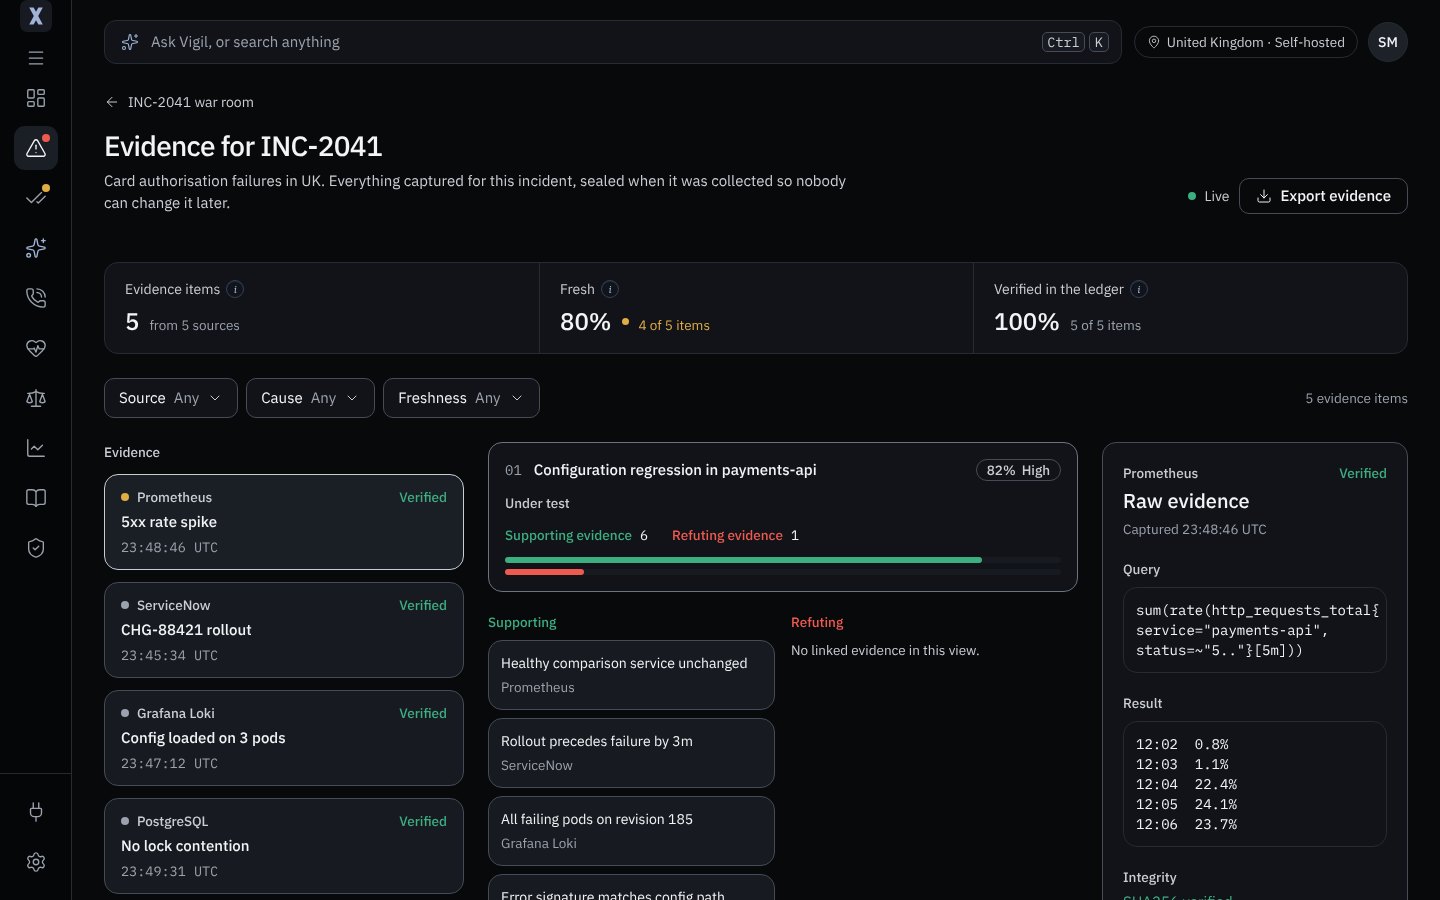 X
Ask Vigil, or search anything
Ctrl K
United Kingdom · Self-hosted
SM
INC-2041 war room
Evidence for INC-2041
Card authorisation failures in UK. Everything captured for this incident, sealed when it was collected so nobody
can change it later.
Live
Export evidence
Evidence items i
5 from 5 sources
Fresh i
80% 4 of 5 items
Verified in the ledger i
100% 5 of 5 items
Source Any
Cause Any
Freshness Any
5 evidence items
Evidence
Prometheus Verified
5xx rate spike
23:48:46 UTC
ServiceNow Verified
CHG-88421 rollout
23:45:34 UTC
Grafana Loki Verified
Config loaded on 3 pods
23:47:12 UTC
PostgreSQL Verified
No lock contention
23:49:31 UTC
01 Configuration regression in payments-api 82% High
Under test
Supporting evidence 6 Refuting evidence 1
Supporting
Healthy comparison service unchanged
Prometheus
Rollout precedes failure by 3m
ServiceNow
All failing pods on revision 185
Grafana Loki
Error signature matches config path
Refuting
No linked evidence in this view.
Prometheus Verified
Raw evidence
Captured 23:48:46 UTC
Query
sum(rate(http_requests_total{
service="payments-api",
status=~"5.."}[5m]))
Result
12:02 0.8%
12:03 1.1%
12:04 22.4%
12:05 24.1%
12:06 23.7%
Integrity
SHA256 verified